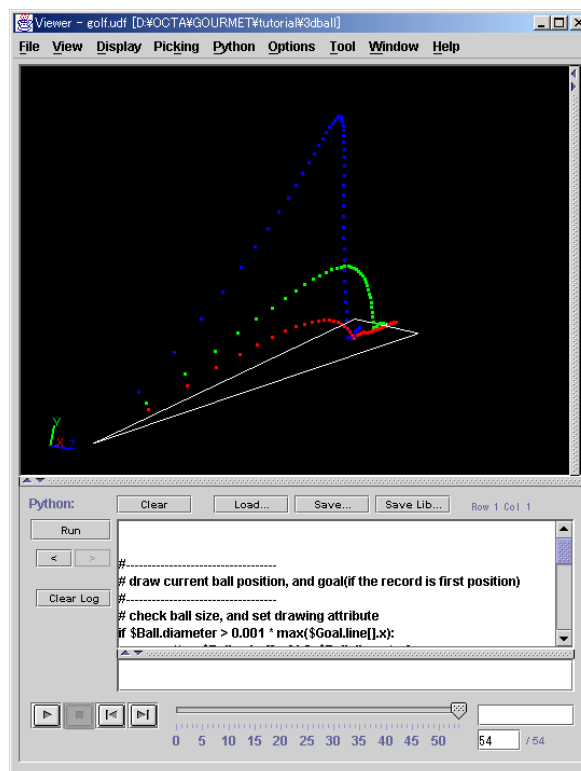 Viewer - golf.udf [D:¥OCTA¥GOURMET¥tutorial¥3dball]
File View Display Picking Python Options Tool Window Help
Y
X Z
Python: Clear Load... Save... Save Lib... Row 1 Col 1
Run
< >
Clear Log
#----------------------------------
# draw current ball position, and goal(if the record is first position)
#----------------------------------
# check ball size, and set drawing attribute
if $Ball.diameter > 0.001 * max($Goal.line[].x):
0 5 10 15 20 25 30 35 40 45 50
54 / 54